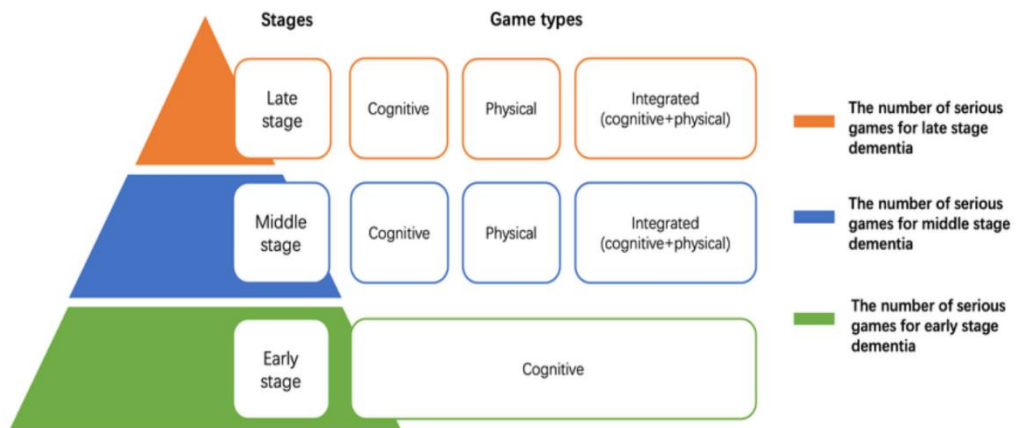 Stages
Game types
Late
stage
Cognitive
Physical
Integrated
(cognitive+physical)
The number of serious
games for late stage
dementia
Middle
stage
Cognitive
Physical
Integrated
(cognitive+physical)
The number of serious
games for middle stage
dementia
Early
stage
Cognitive
The number of serious
games for early stage
dementia